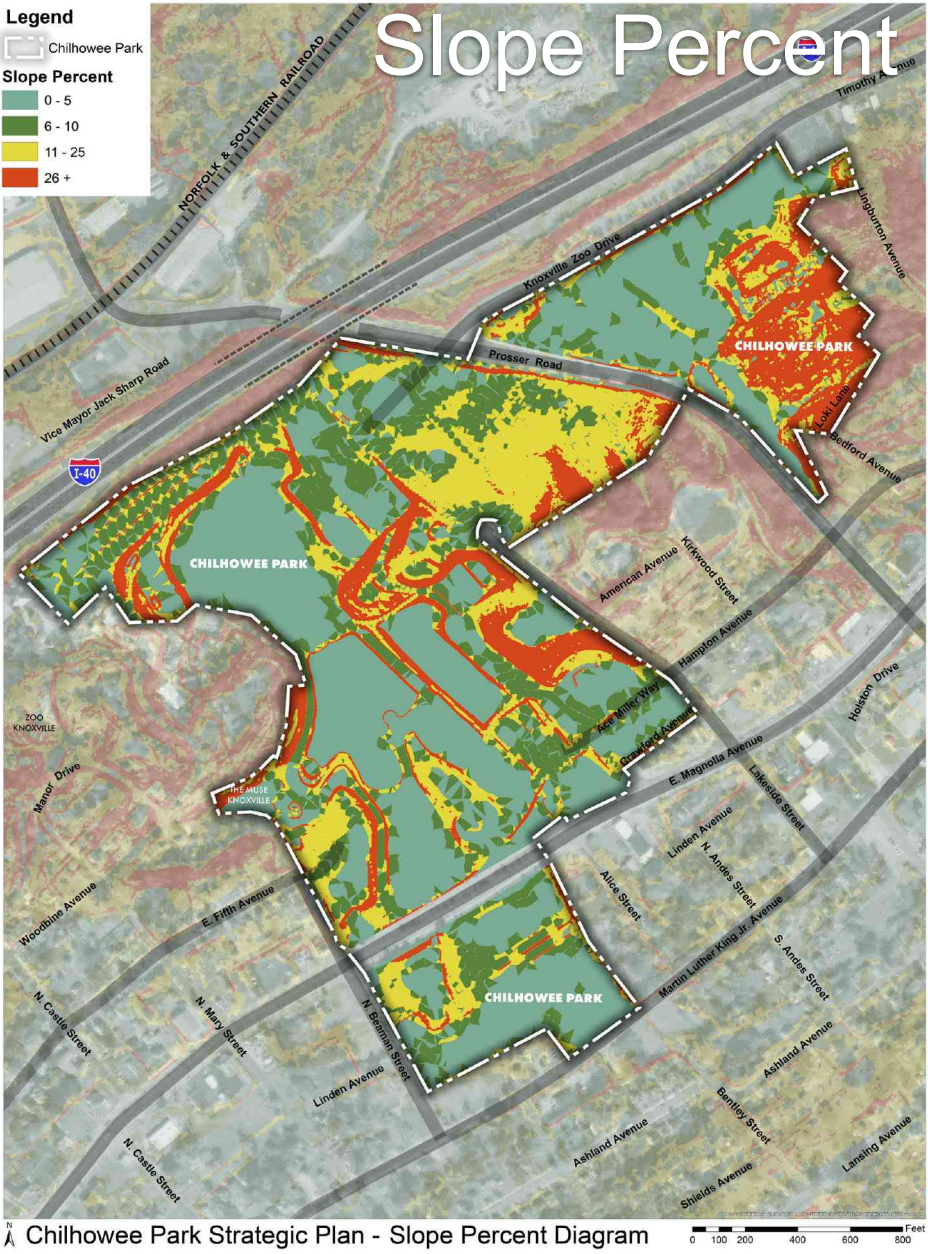 Legend
Chilhowee Park
Slope Percent
0 - 5
6 - 10
11 - 25
26 +
Slope Percent
NORFOLK & SOUTHERN RAILROAD
Timothy Avenue
Lingburton Avenue
Knoxville Zoo Drive
Prosser Road
CHILHOWEE PARK
Loki Lane
Bedford Avenue
Vice Mayor Jack Sharp Road
I-40
CHILHOWEE PARK
American Avenue
Kirkwood Street
Hampton Avenue
Holston Drive
ZOO
KNOXVILLE
Manor Drive
THE MUSE
KNOXVILLE
Ace Miller Way
Crawford Avenue
E. Magnolia Avenue
Lakeside Street
Linden Avenue
N. Andes Street
Alice Street
Woodbine Avenue
E. Fifth Avenue
Martin Luther King Jr. Avenue
S. Andes Street
CHILHOWEE PARK
N. Castle Street
N. Mary Street
N. Beaman Street
Linden Avenue
Ashland Avenue
Bentley Street
N. Castle Street
Ashland Avenue
Lansing Avenue
Shields Avenue
N
Chilhowee Park Strategic Plan - Slope Percent Diagram
0 100 200 400 600 800
Feet